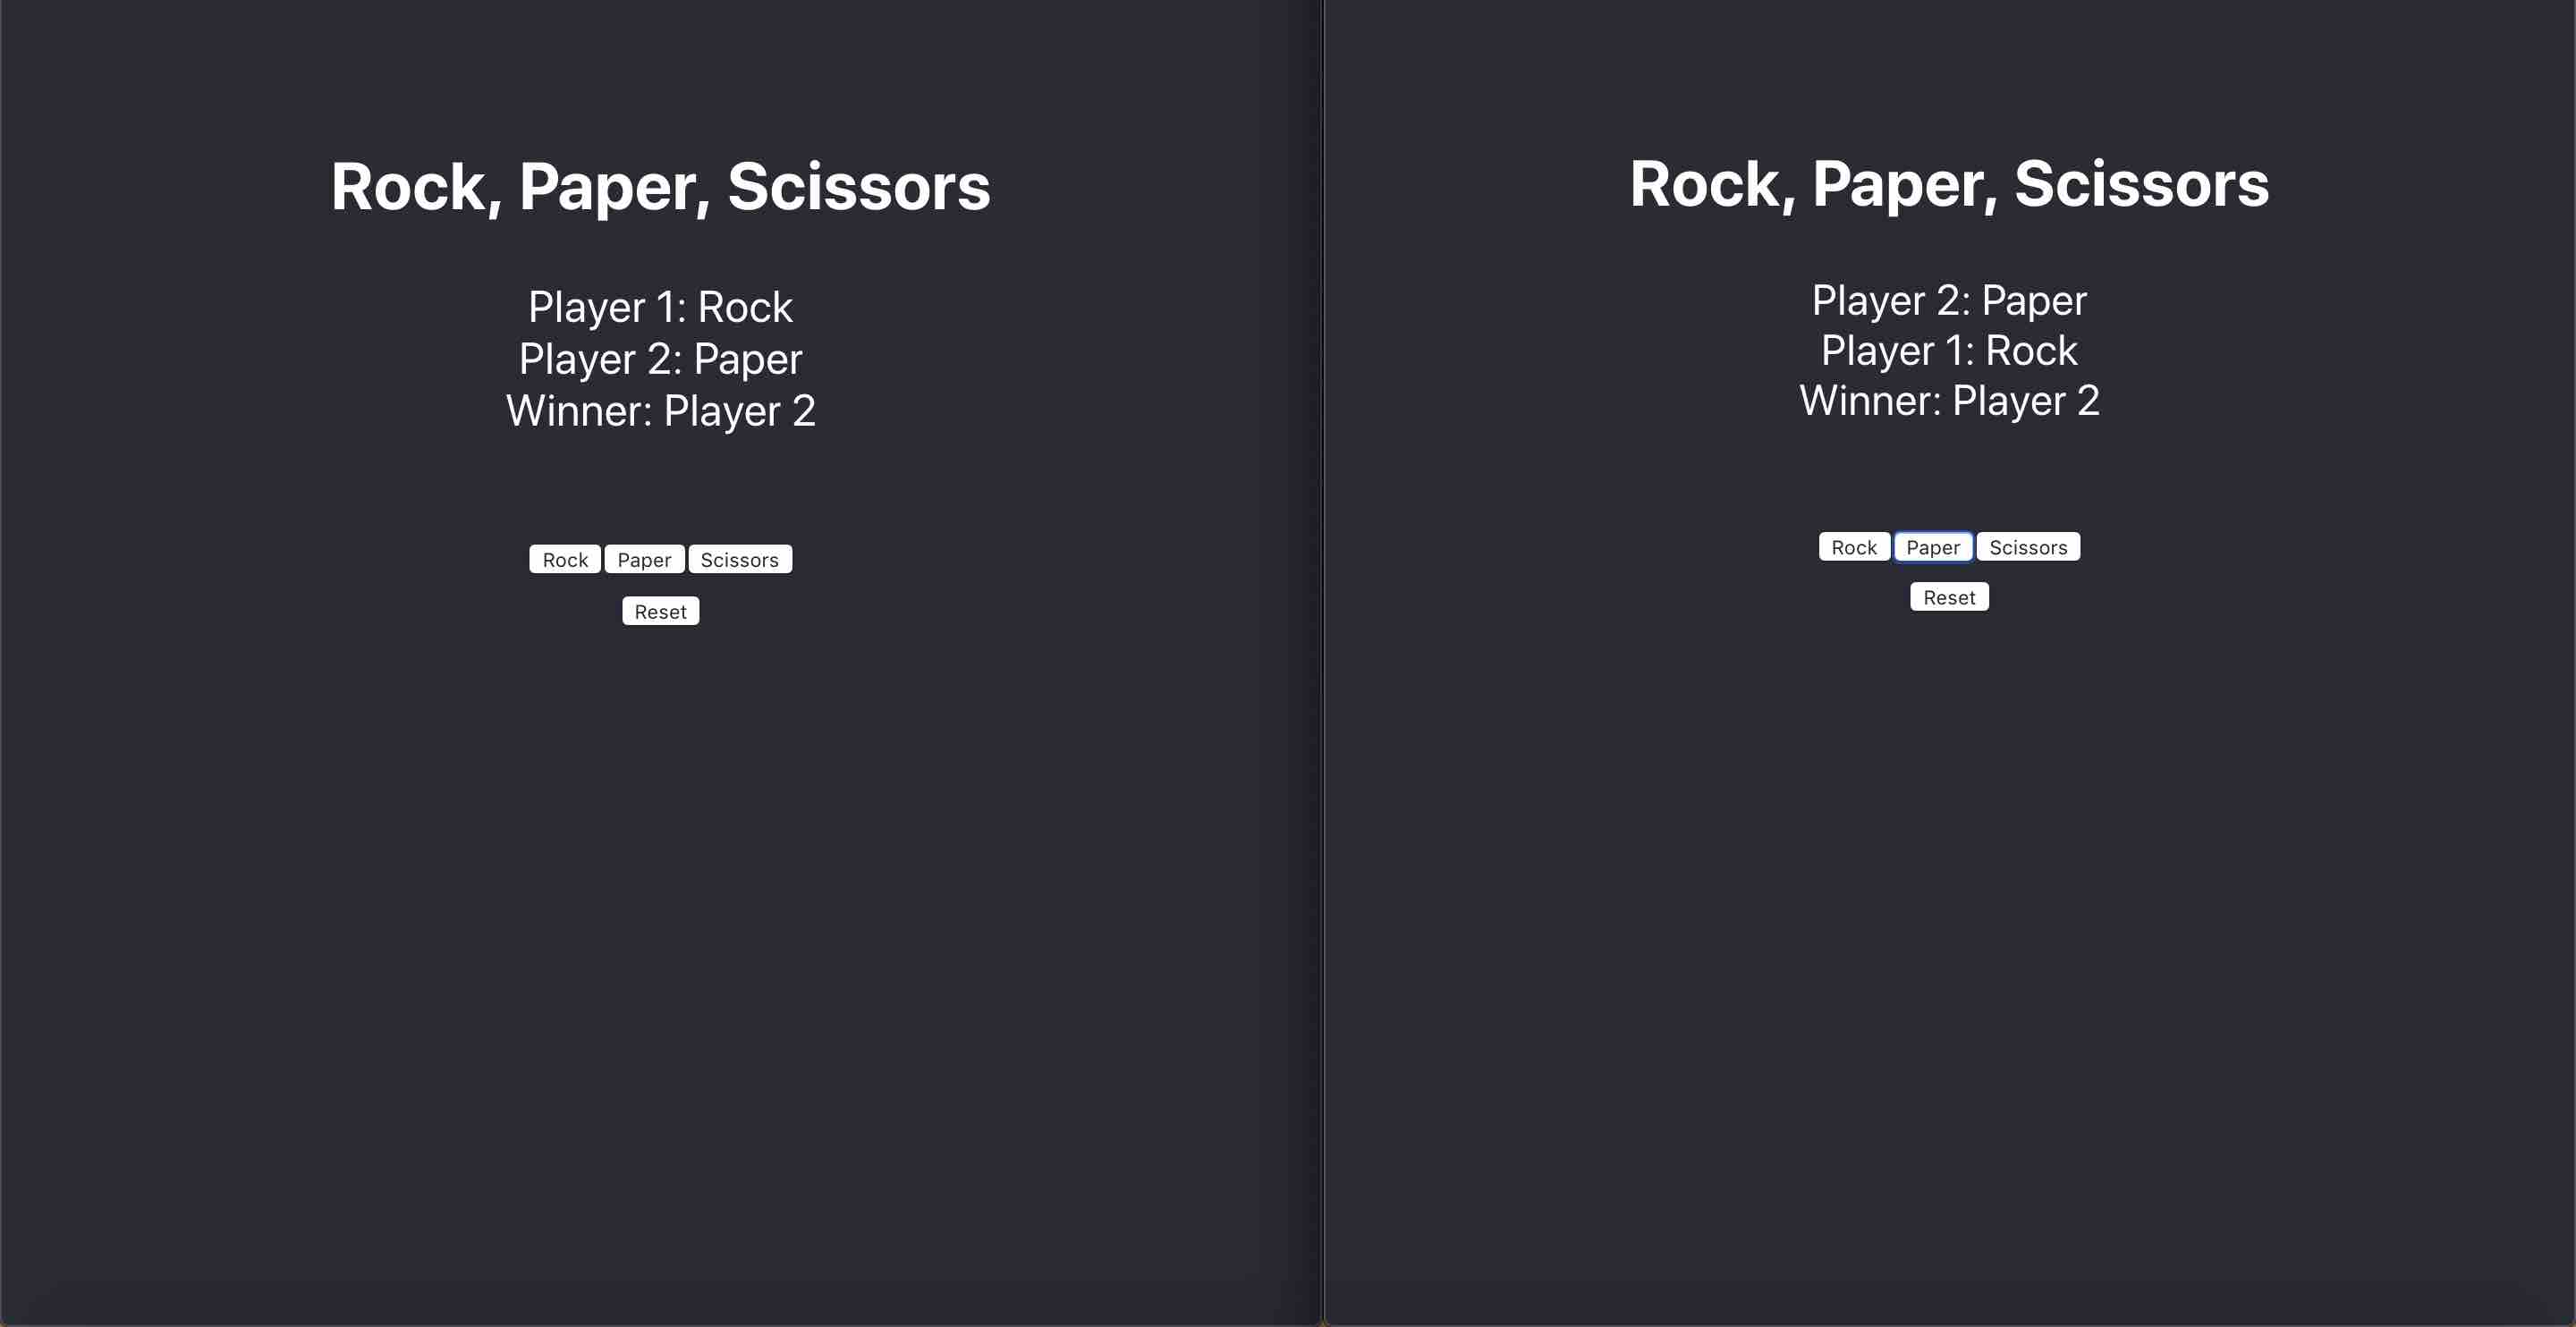 Rock, Paper, Scissors
Player 1: Rock
Player 2: Paper
Winner: Player 2
Rock Paper Scissors
Reset
Rock, Paper, Scissors
Player 2: Paper
Player 1: Rock
Winner: Player 2
Rock Paper Scissors
Reset